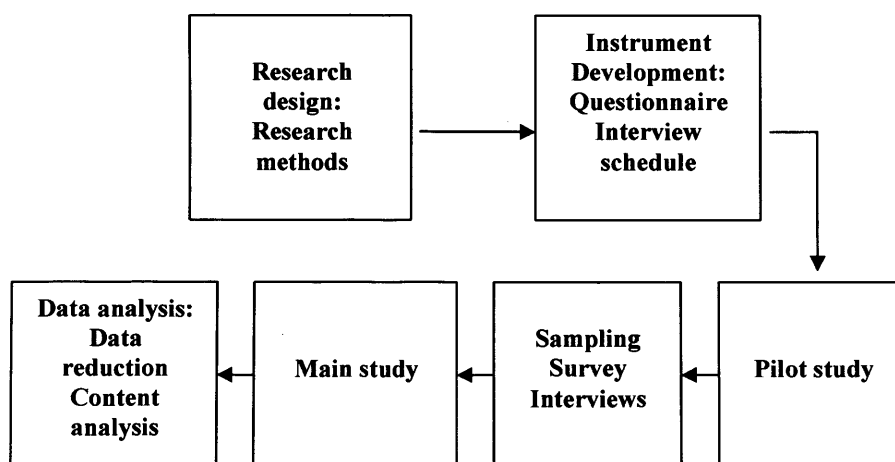 Research
design:
Research
methods
Instrument
Development:
Questionnaire
Interview
schedule
Pilot study
Sampling
Survey
Interviews
Main study
Data analysis:
Data
reduction
Content
analysis